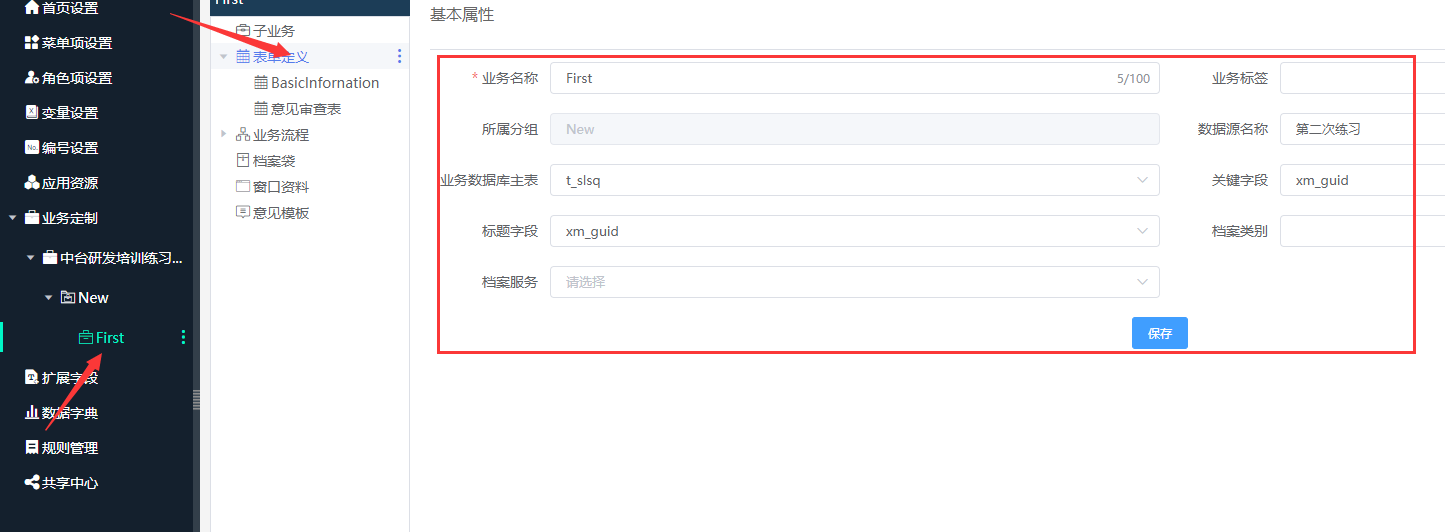 首页设置
菜单项设置
角色项设置
变量设置
编号设置
应用资源
业务定制
中台研发培训练习...
New
First
扩展字段
数据字典
规则管理
共享中心
First
子业务
表单定义
BasicInfornation
意见审查表
业务流程
档案袋
窗口资料
意见模板
基本属性
* 业务名称 First 5/100 业务标签
所属分组 New 数据源名称 第二次练习
业务数据库主表 t_slsq 关键字段 xm_guid
标题字段 xm_guid 档案类别
档案服务 请选择
保存